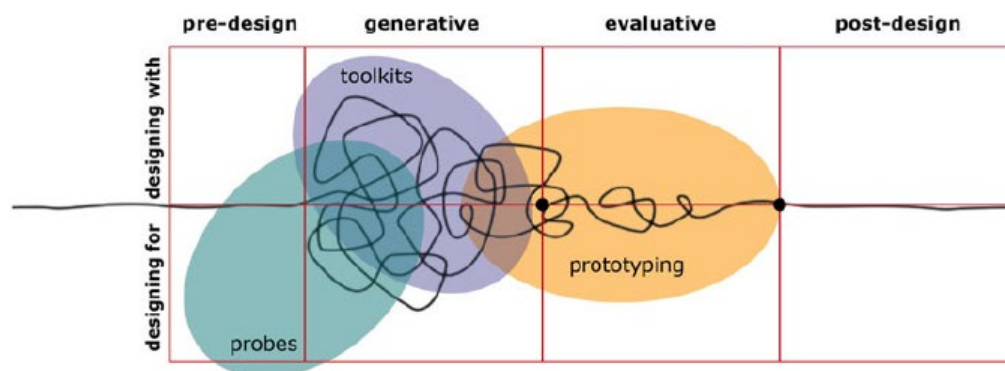 pre-design generative evaluative post-design
designing with
designing for
toolkits
probes
prototyping